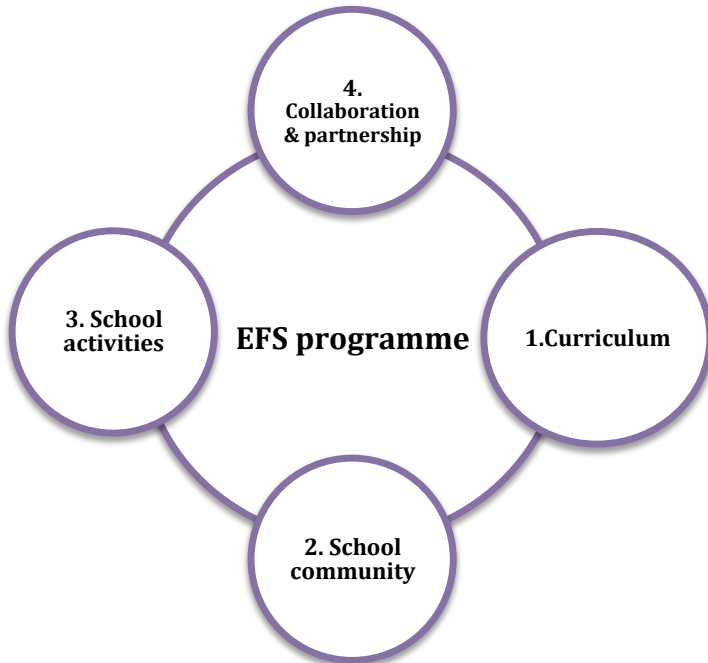 4.
Collaboration
& partnership
3. School
activities
EFS programme
1.Curriculum
2. School
community